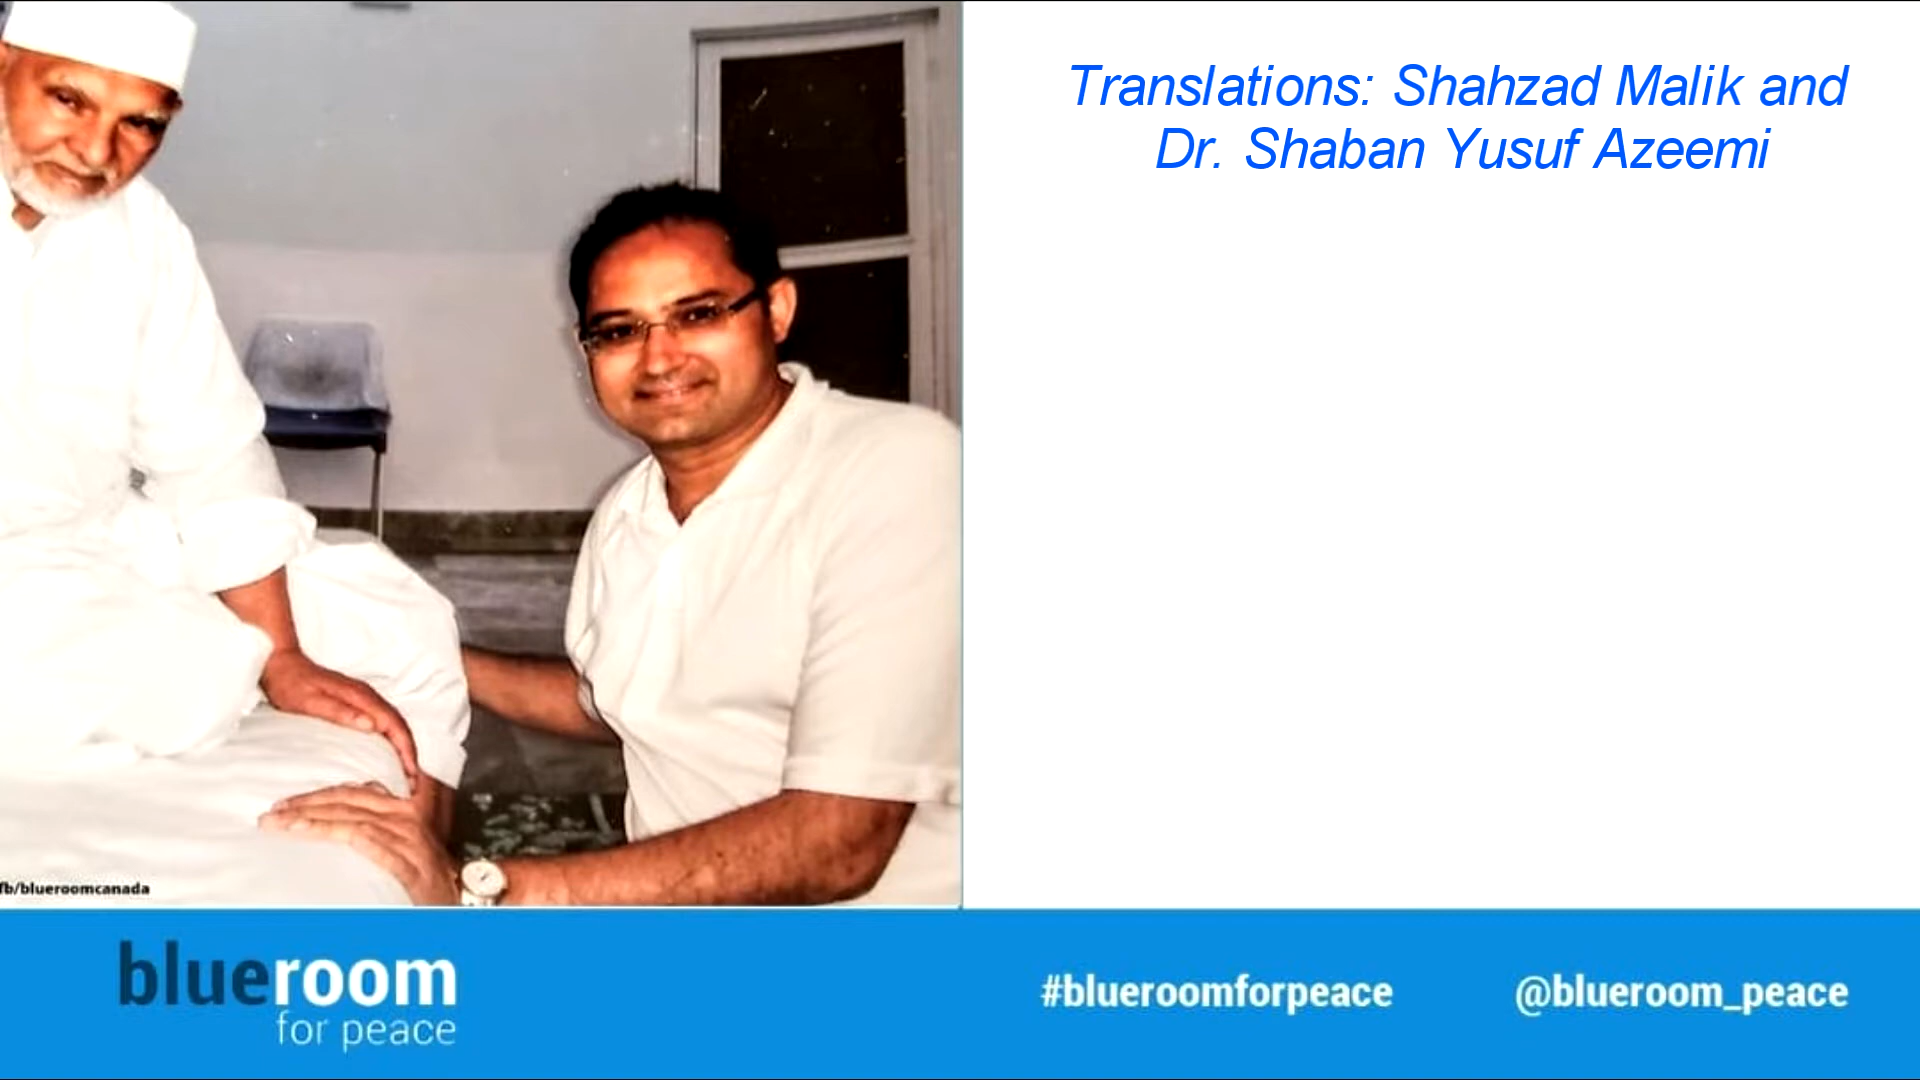 Translations: Shahzad Malik and
Dr. Shaban Yusuf Azeemi
fb/blueroomcanada
blueroom
for peace
#blueroomforpeace
@blueroom_peace